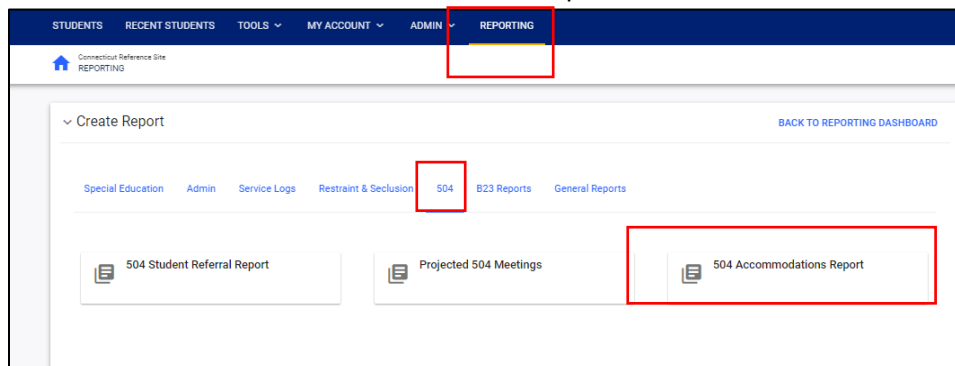 STUDENTS RECENT STUDENTS TOOLS MY ACCOUNT ADMIN REPORTING
Connecticut Reference Site
REPORTING
Create Report BACK TO REPORTING DASHBOARD
Special Education Admin Service Logs Restraint & Seclusion 504 B23 Reports General Reports
504 Student Referral Report Projected 504 Meetings 504 Accommodations Report